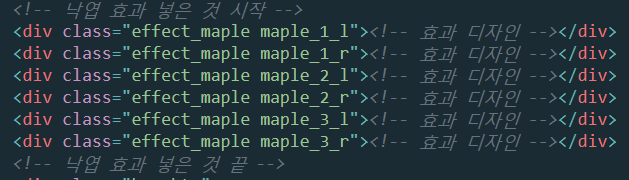 <!-- 낙엽 효과 넣은 것 시작 -->
<div class="effect_maple maple_1_l"><!-- 효과 디자인 --></div>
<div class="effect_maple maple_1_r"><!-- 효과 디자인 --></div>
<div class="effect_maple maple_2_l"><!-- 효과 디자인 --></div>
<div class="effect_maple maple_2_r"><!-- 효과 디자인 --></div>
<div class="effect_maple maple_3_l"><!-- 효과 디자인 --></div>
<div class="effect_maple maple_3_r"><!-- 효과 디자인 --></div>
<!-- 낙엽 효과 넣은 것 끝 -->